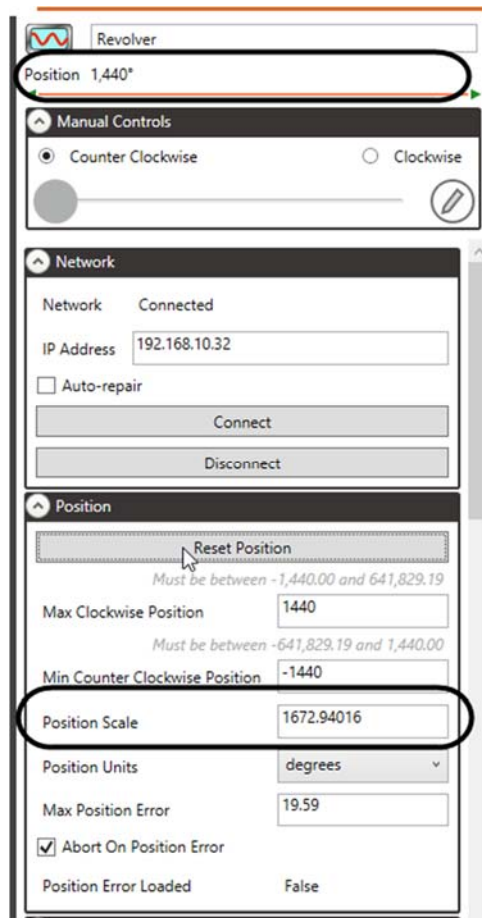 Revolver
Position 1,440°
Manual Controls
Counter Clockwise Clockwise
Network
Network Connected
IP Address 192.168.10.32
Auto-repair
Connect
Disconnect
Position
Reset Position
Must be between -1,440.00 and 641,829.19
Max Clockwise Position 1440
Must be between -641,829.19 and 1,440.00
Min Counter Clockwise Position -1440
Position Scale 1672.94016
Position Units degrees
Max Position Error 19.59
Abort On Position Error
Position Error Loaded False